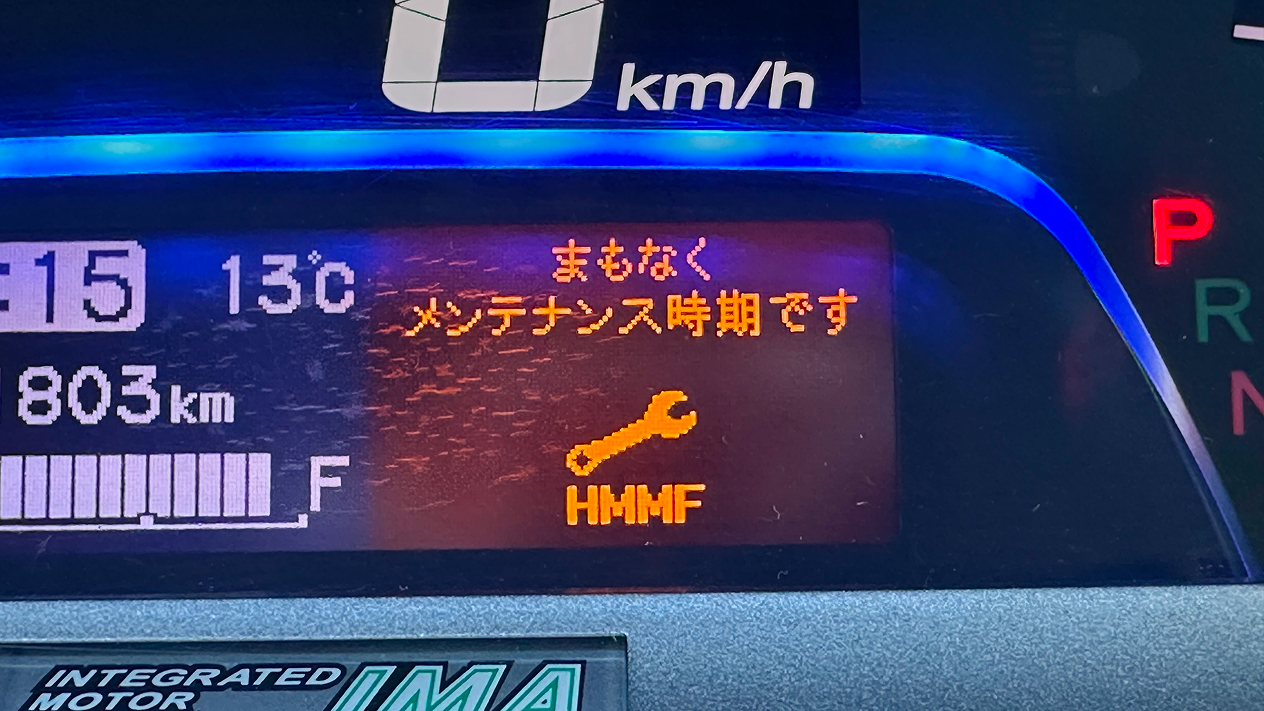 0 km/h
:15 13℃
まもなく
メンテナンス時期です
P
R
N
803km
F
HMMF
INTEGRATED
MOTOR
IMA